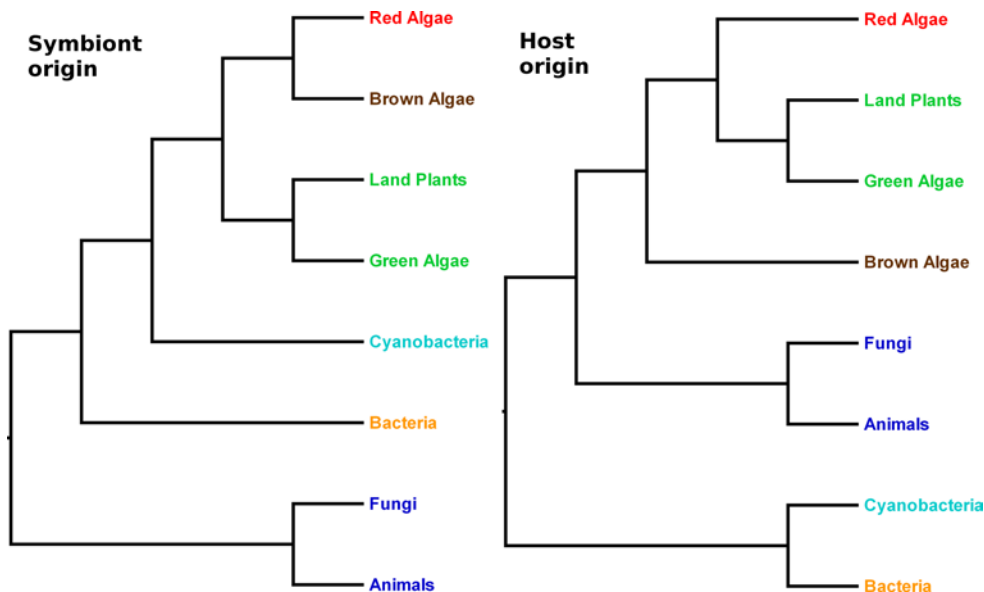 Symbiont
origin
Red Algae
Brown Algae
Land Plants
Green Algae
Cyanobacteria
Bacteria
Fungi
Animals
Host
origin
Red Algae
Land Plants
Green Algae
Brown Algae
Fungi
Animals
Cyanobacteria
Bacteria